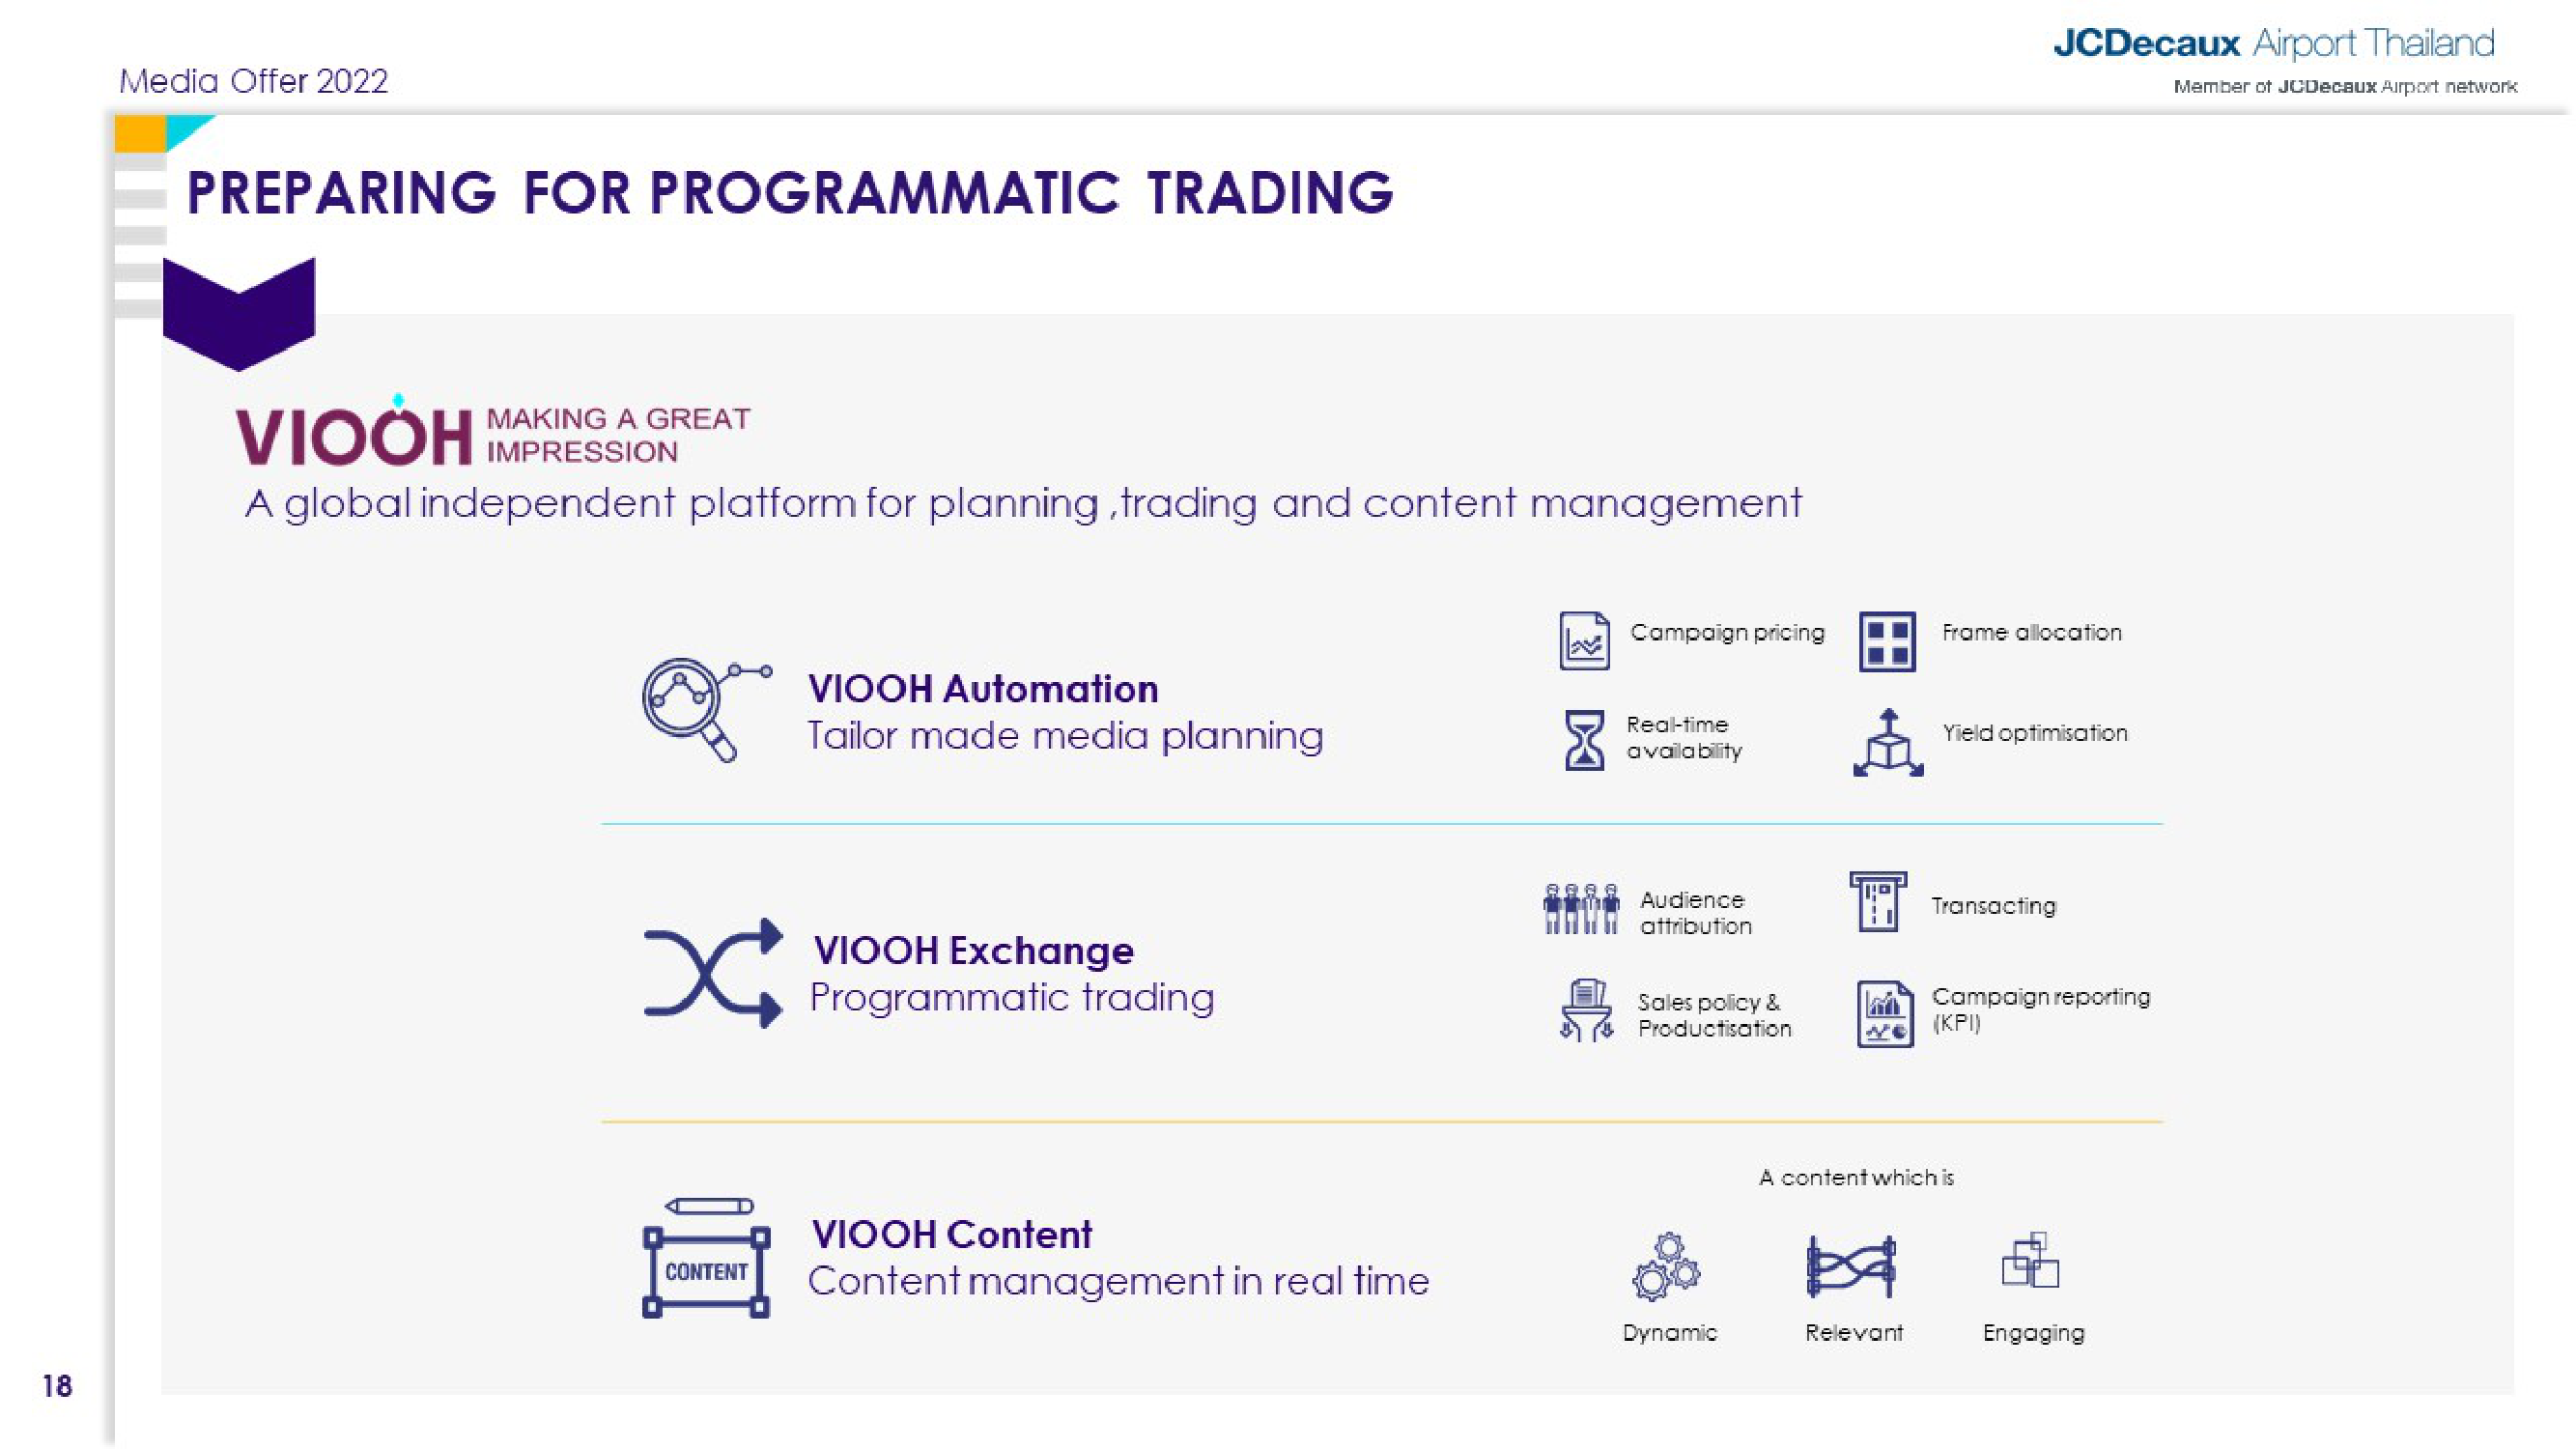 Media Offer 2022
JCDecaux Airport Thailand
Member of JCDecaux Airport network
PREPARING FOR PROGRAMMATIC TRADING
VIOOH MAKING A GREAT
IMPRESSION
A global independent platform for planning ,trading and content management
VIOOH Automation
Tailor made media planning
Campaign pricing
Frame allocation
Real-time
availability
Yield optimisation
VIOOH Exchange
Programmatic trading
Audience
attribution
Transacting
Sales policy &
Productisation
Campaign reporting
(KPI)
CONTENT
VIOOH Content
Content management in real time
A content which is
Dynamic
Relevant
Engaging
18